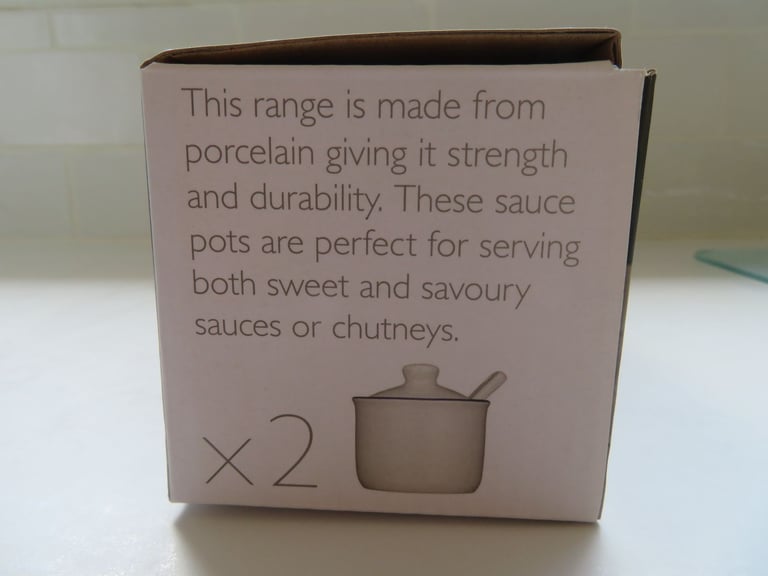 This range is made from
porcelain giving it strength
and durability. These sauce
pots are perfect for serving
both sweet and savoury
sauces or chutneys.
x2